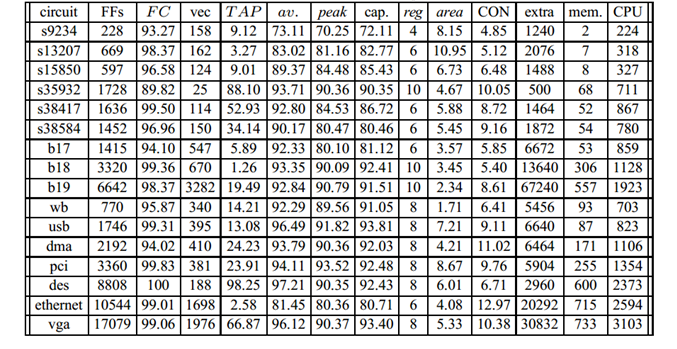 circuit FFs FC vec TAP av. peak cap. reg area CON extra mem. CPU
s9234 228 93.27 158 9.12 73.11 70.25 72.11 4 8.15 4.85 1240 2 224
s13207 669 98.37 162 3.27 83.02 81.16 82.77 6 10.95 5.12 2076 7 318
s15850 597 96.58 124 9.01 89.37 84.48 85.43 6 6.73 6.48 1488 8 327
s35932 1728 89.82 25 88.10 93.71 90.36 90.35 10 4.67 10.05 500 68 711
s38417 1636 99.50 114 52.93 92.80 84.53 86.72 6 5.88 8.72 1464 52 867
s38584 1452 96.96 150 34.14 90.17 80.47 80.46 6 5.45 9.16 1872 54 780
b17 1415 94.10 547 5.89 92.33 80.10 81.12 6 3.57 5.85 6672 53 859
b18 3320 99.36 670 1.26 93.35 90.09 92.41 10 3.45 5.40 13640 306 1128
b19 6642 98.37 3282 19.49 92.84 90.79 91.51 10 2.34 8.61 67240 557 1923
wb 770 95.87 340 14.21 92.29 89.56 91.05 8 1.71 6.41 5456 93 703
usb 1746 99.31 395 13.08 96.49 91.82 93.81 8 7.21 9.11 6640 87 823
dma 2192 94.02 410 24.23 93.79 90.36 92.03 8 4.21 11.02 6464 171 1106
pci 3360 99.83 381 23.91 94.11 93.52 92.48 8 8.67 9.76 5904 255 1354
des 8808 100 188 98.25 97.21 90.35 92.43 8 6.01 6.71 2960 600 2373
ethernet 10544 99.01 1698 2.58 81.45 80.36 80.71 6 4.08 12.97 20292 715 2594
vga 17079 99.06 1976 66.87 96.12 90.37 93.40 8 5.33 10.38 30832 733 3103